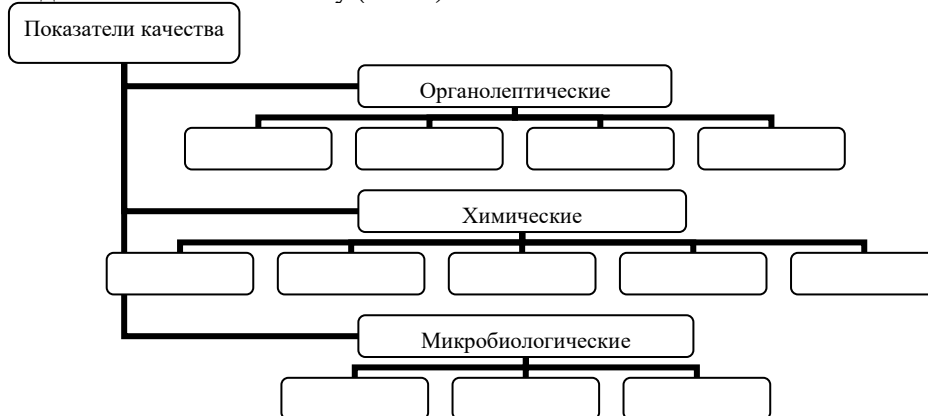 Показатели качества
Органолептические
Химические
Микробиологические